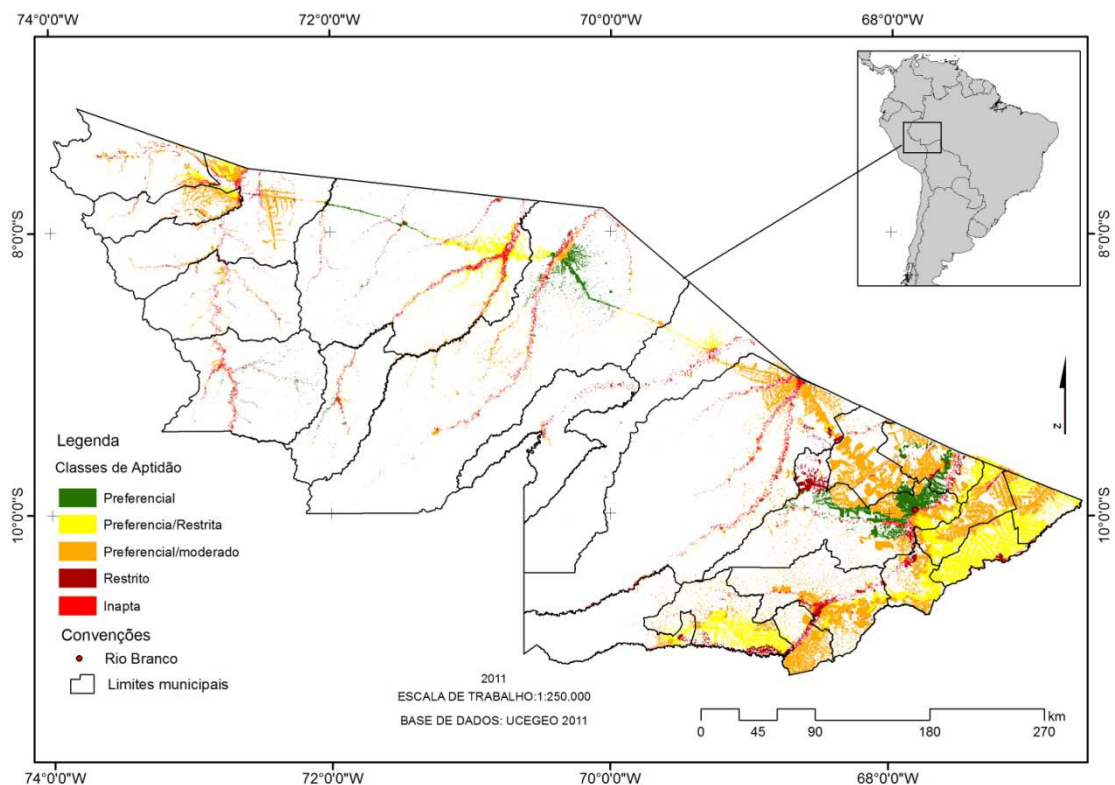 74°0'0"W 72°0'0"W 70°0'0"W 68°0'0"W
8°0'0"S 8°0'0"S
10°0'0"S 10°0'0"S
z
Legenda
Classes de Aptidão
Preferencial
Preferencia/Restrita
Preferencial/moderado
Restrito
Inapta
Convenções
Rio Branco
Limites municipais
2011
ESCALA DE TRABALHO:1:250.000
BASE DE DADOS: UCEGEO 2011
km
0 45 90 180 270
74°0'0"W 72°0'0"W 70°0'0"W 68°0'0"W